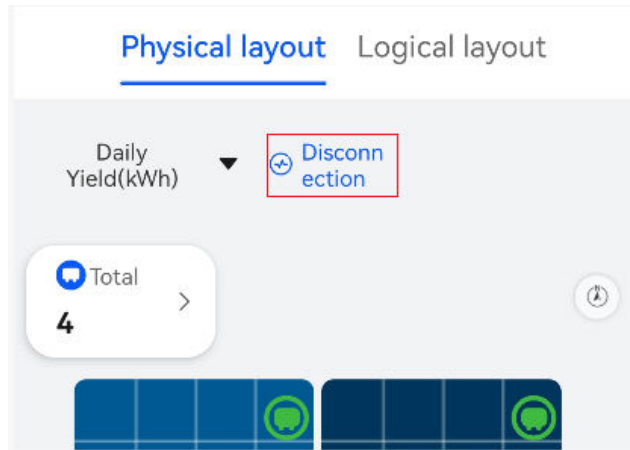 Physical layout Logical layout
Daily
Yield(kWh)
Disconn
ection
Total
4